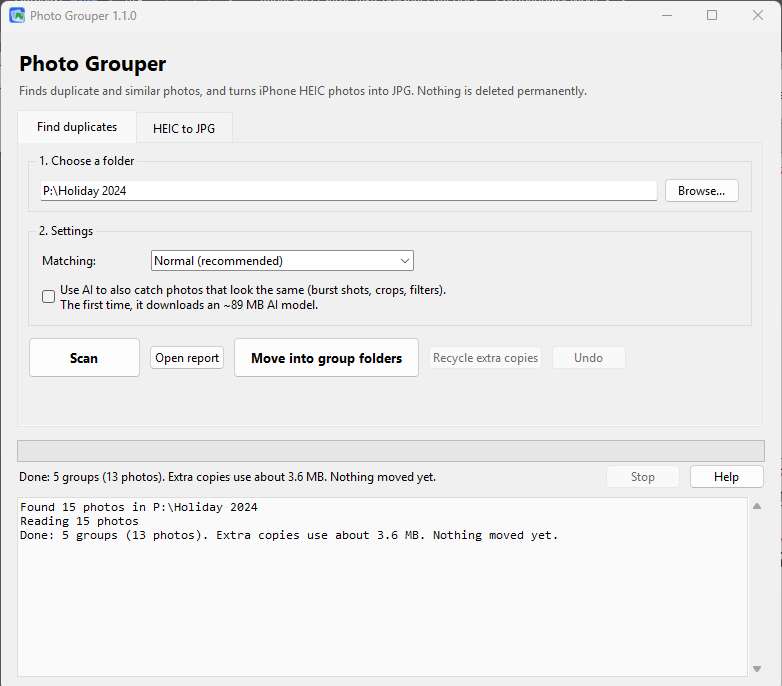 Photo Grouper 1.1.0
Photo Grouper
Finds duplicate and similar photos, and turns iPhone HEIC photos into JPG. Nothing is deleted permanently.
Find duplicates
HEIC to JPG
1. Choose a folder
P:\Holiday 2024
Browse...
2. Settings
Matching:
Normal (recommended)
Use AI to also catch photos that look the same (burst shots, crops, filters).
The first time, it downloads an ~89 MB AI model.
Scan
Open report
Move into group folders
Recycle extra copies
Undo
Done: 5 groups (13 photos). Extra copies use about 3.6 MB. Nothing moved yet.
Stop
Help
Found 15 photos in P:\Holiday 2024
Reading 15 photos
Done: 5 groups (13 photos). Extra copies use about 3.6 MB. Nothing moved yet.